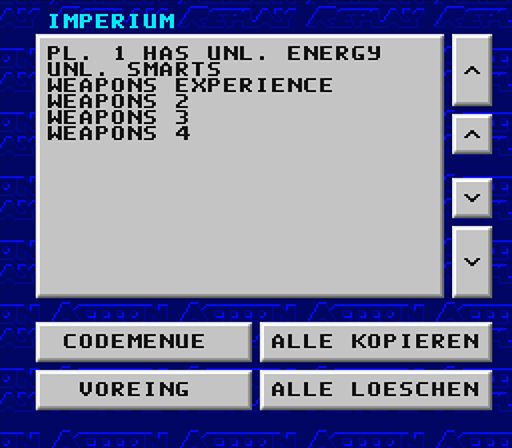 IMPERIUM
PL. 1 HAS UNL. ENERGY
UNL. SMARTS
WEAPONS EXPERIENCE
WEAPONS 2
WEAPONS 3
WEAPONS 4
CODEMENUE
ALLE KOPIEREN
VOREING
ALLE LOESCHEN